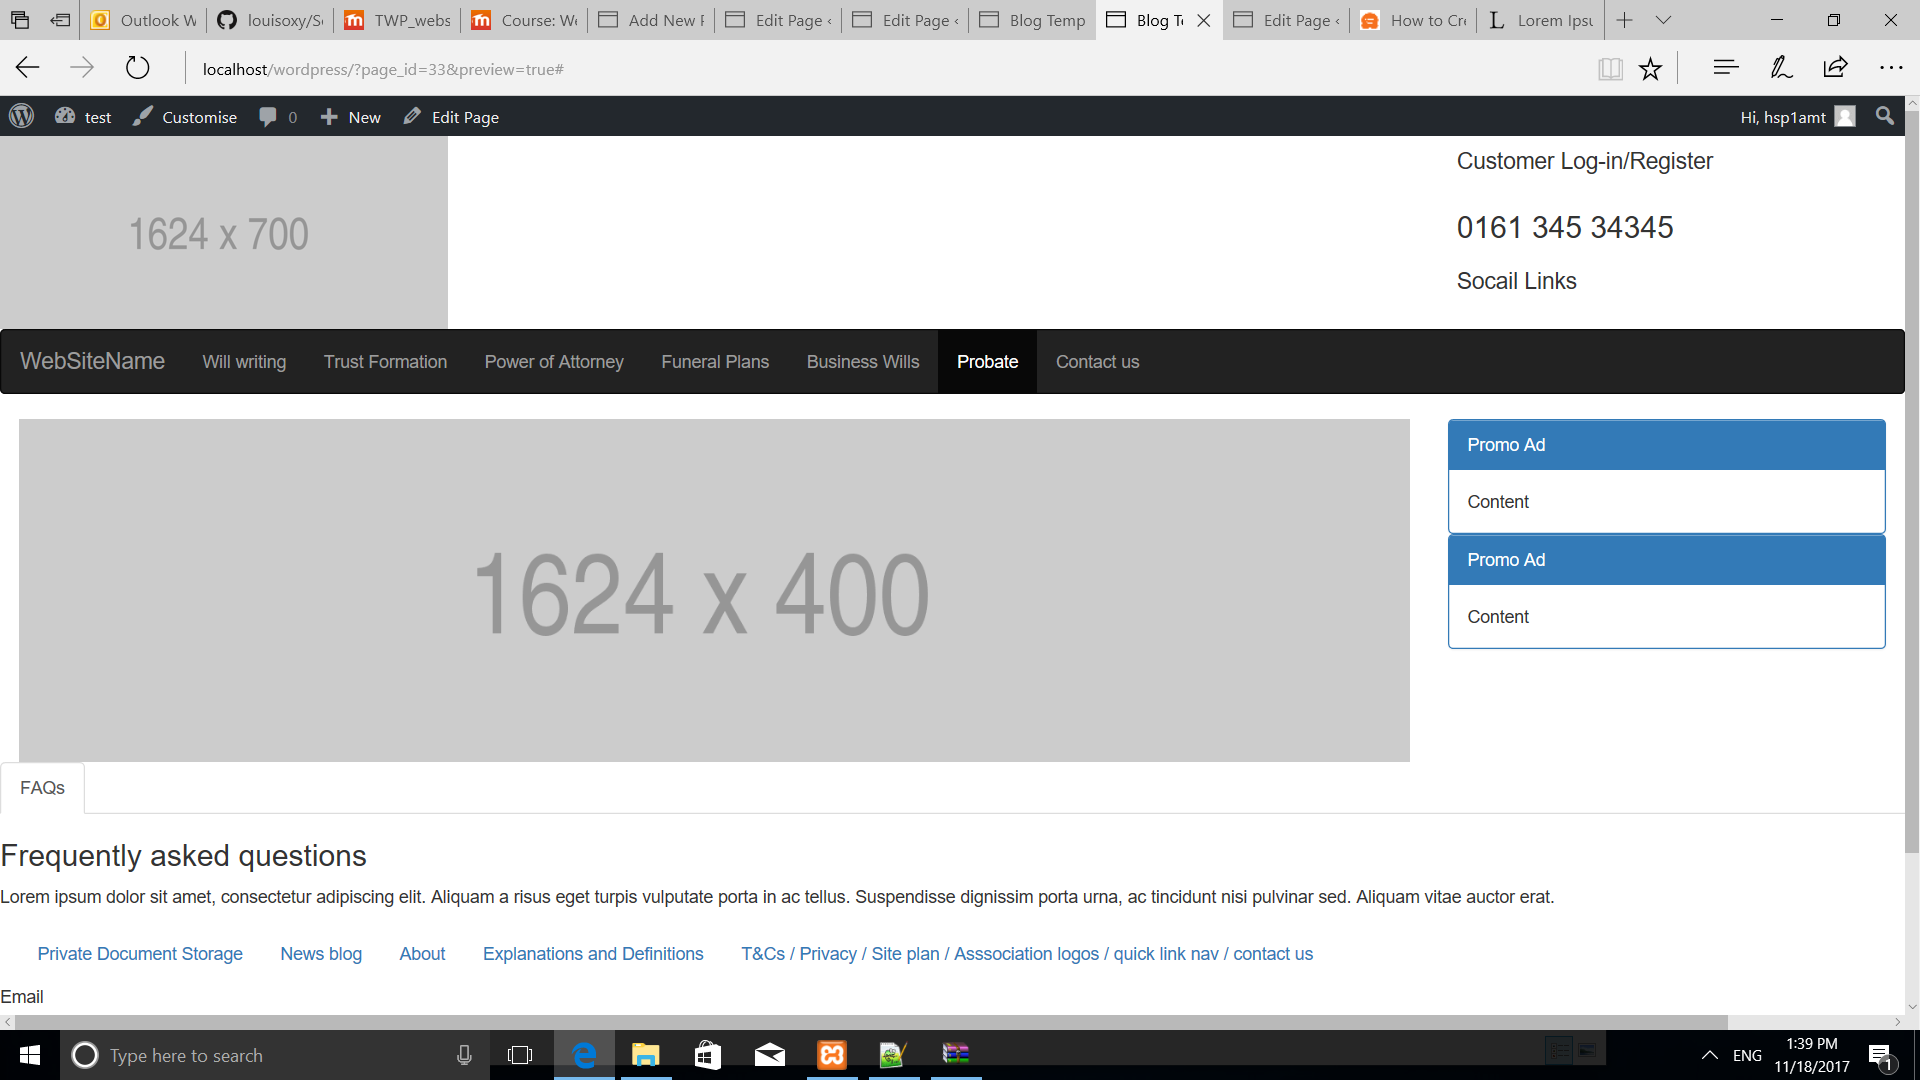 Outlook W
louisoxy/Sc
TWP_webs
Course: We
Add New P
Edit Page ‹
Edit Page ‹
Blog Temp
Blog Te
Edit Page ‹
How to Cre
Lorem Ipsu
localhost/wordpress/?page_id=33&preview=true#
test Customise 0 New Edit Page Hi, hsp1amt
1624 x 700
Customer Log-in/Register
0161 345 34345
Socail Links
WebSiteName Will writing Trust Formation Power of Attorney Funeral Plans Business Wills Probate Contact us
1624 x 400
Promo Ad
Content
Promo Ad
Content
FAQs
Frequently asked questions
Lorem ipsum dolor sit amet, consectetur adipiscing elit. Aliquam a risus eget turpis vulputate porta in ac tellus. Suspendisse dignissim porta urna, ac tincidunt nisi pulvinar sed. Aliquam vitae auctor erat.
Private Document Storage News blog About Explanations and Definitions T&Cs / Privacy / Site plan / Asssociation logos / quick link nav / contact us
Email
Type here to search
ENG
1:39 PM
11/18/2017
1